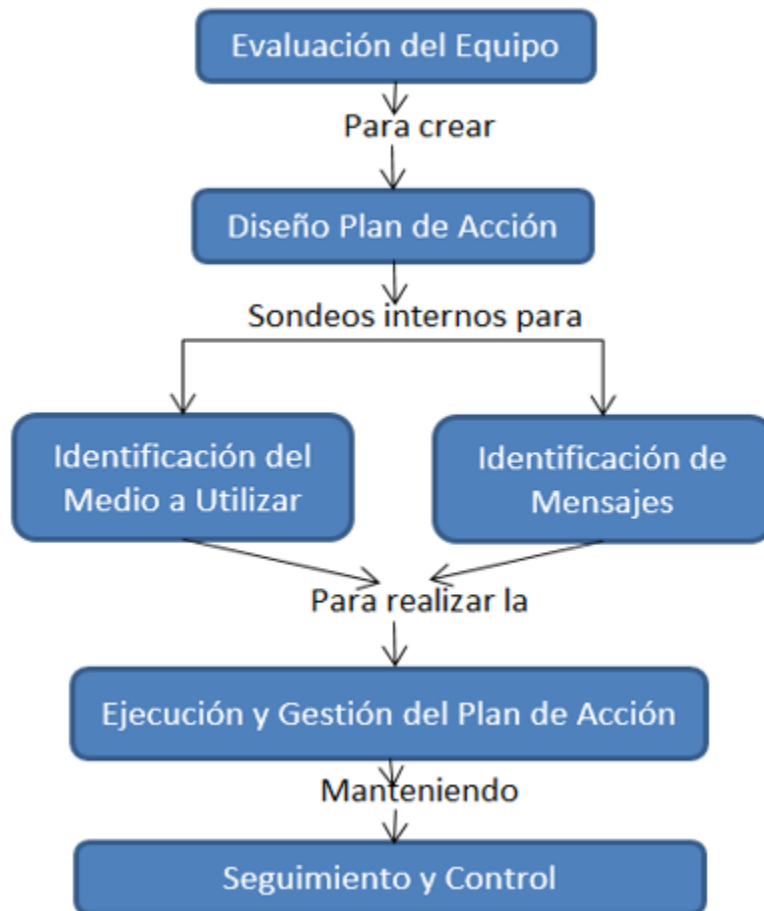 Evaluación del Equipo
Para crear
Diseño Plan de Acción
Sondeos internos para
Identificación del
Medio a Utilizar
Identificación de
Mensajes
Para realizar la
Ejecución y Gestión del Plan de Acción
Manteniendo
Seguimiento y Control